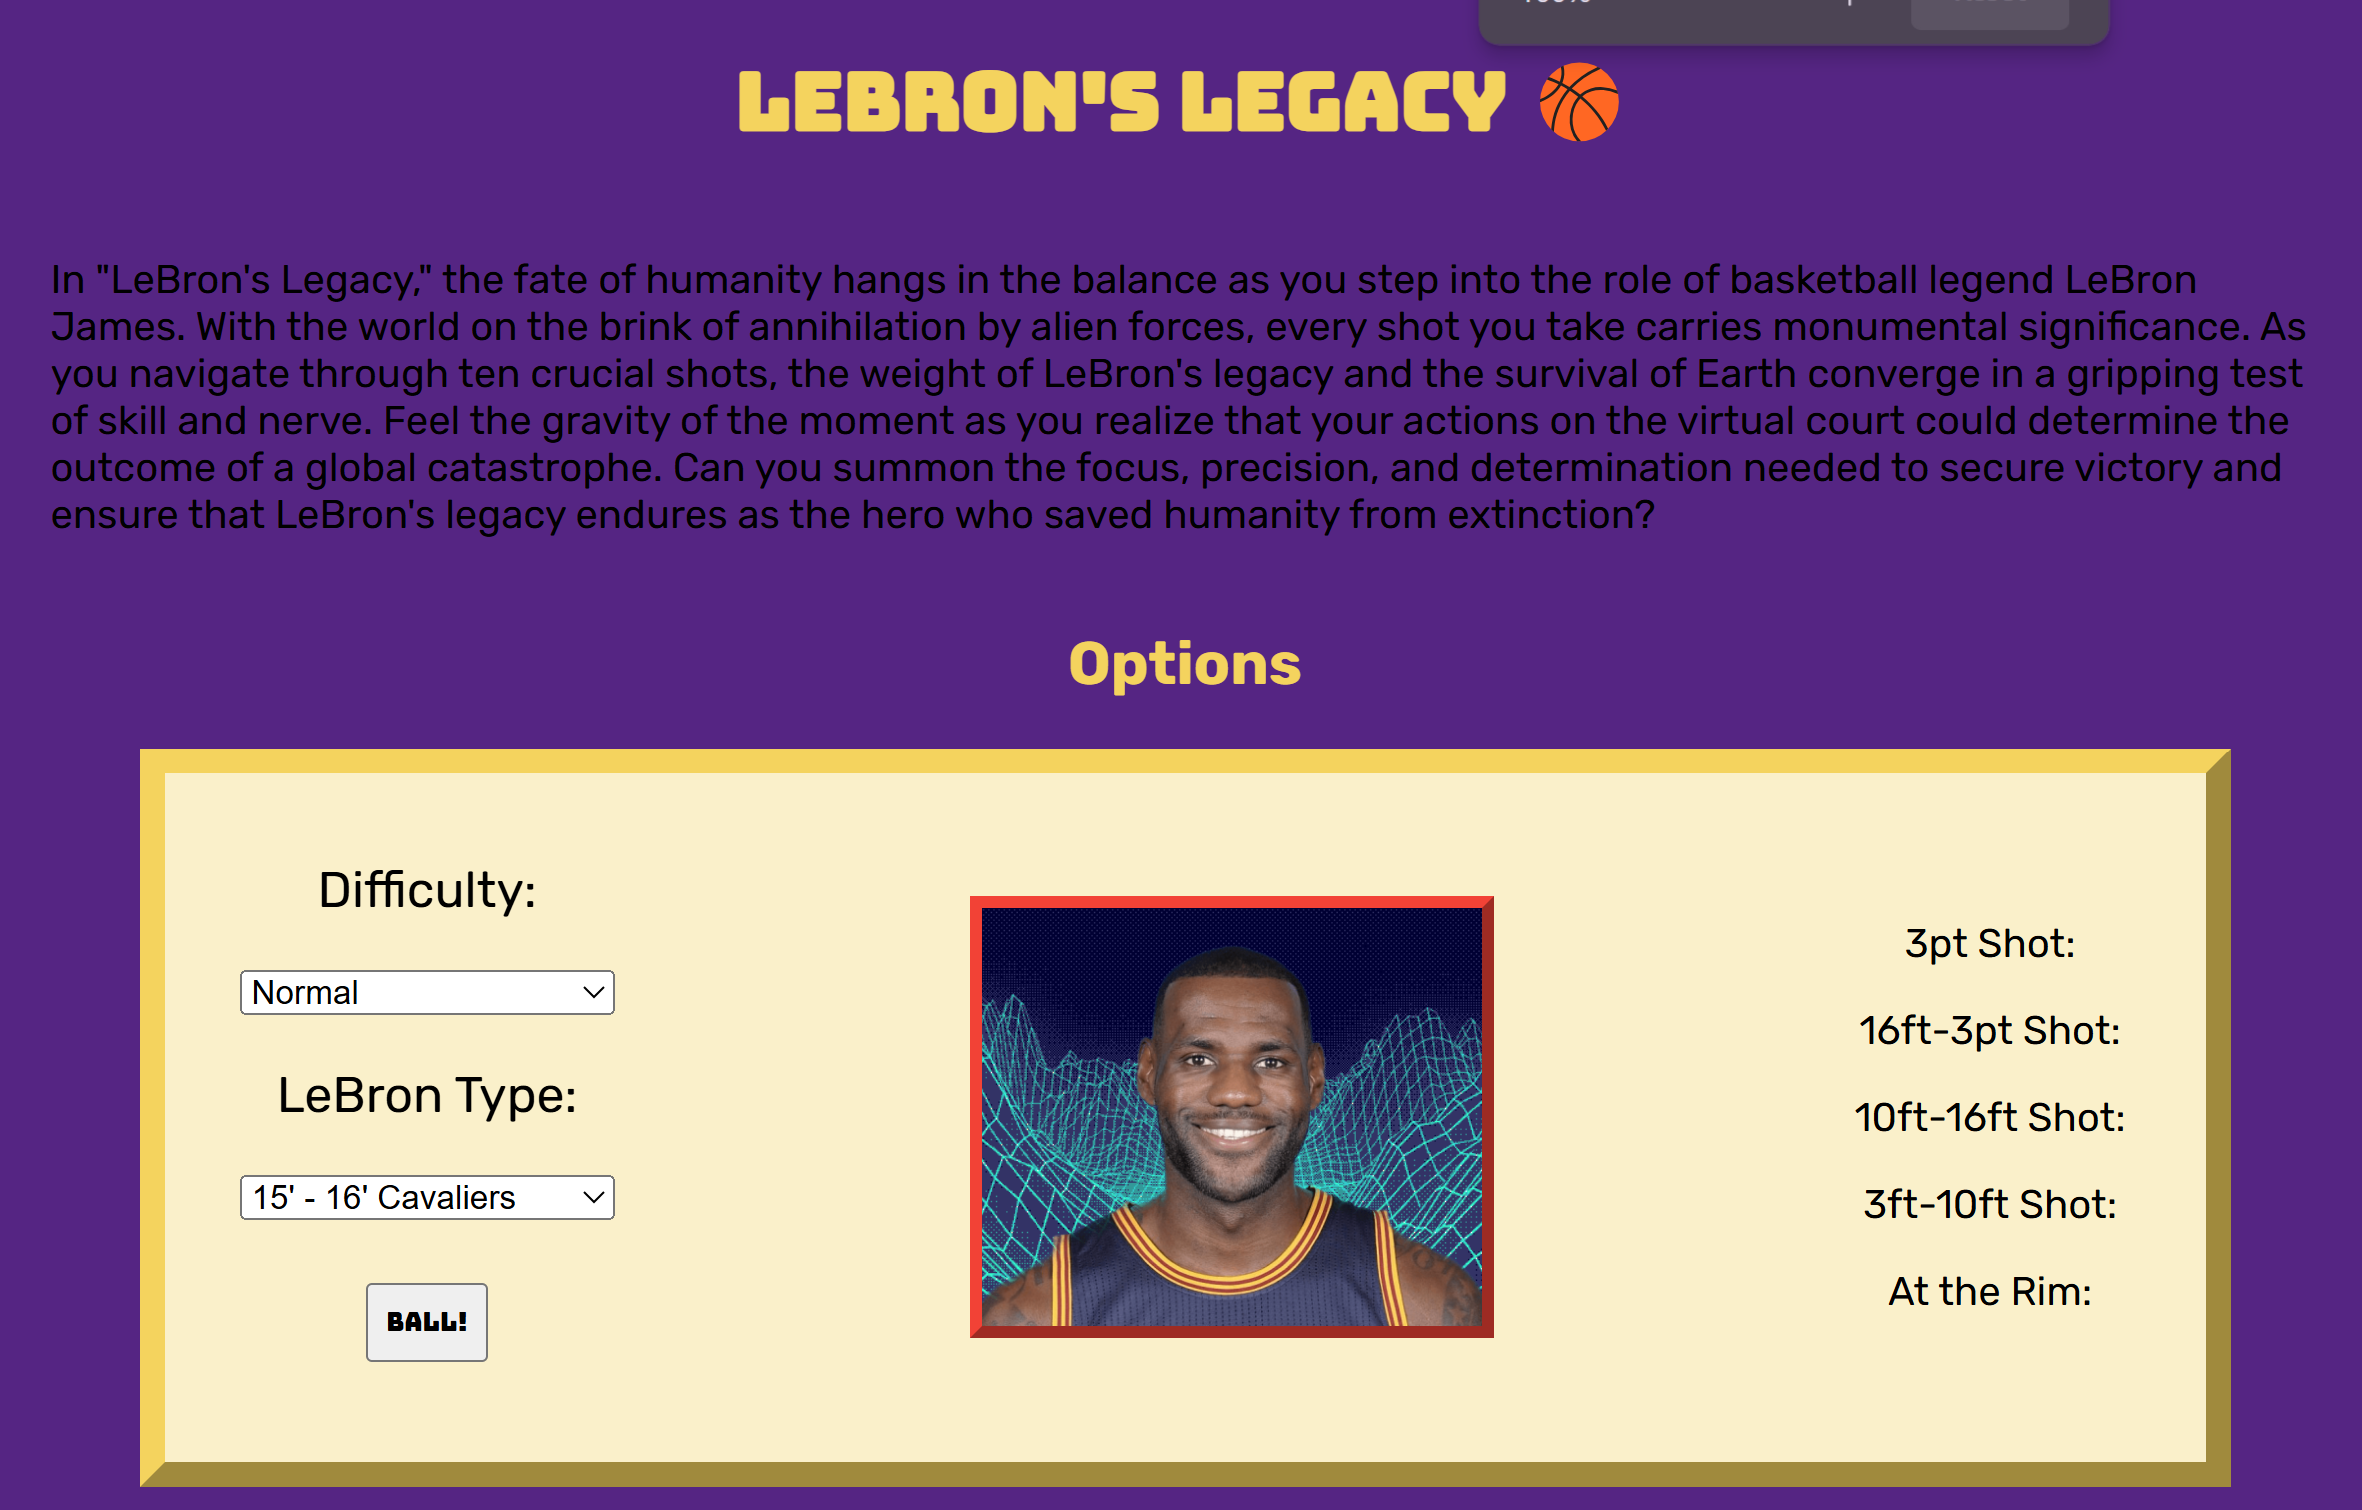 LEBRON'S LEGACY
In "LeBron's Legacy," the fate of humanity hangs in the balance as you step into the role of basketball legend LeBron
James. With the world on the brink of annihilation by alien forces, every shot you take carries monumental significance. As
you navigate through ten crucial shots, the weight of LeBron's legacy and the survival of Earth converge in a gripping test
of skill and nerve. Feel the gravity of the moment as you realize that your actions on the virtual court could determine the
outcome of a global catastrophe. Can you summon the focus, precision, and determination needed to secure victory and
ensure that LeBron's legacy endures as the hero who saved humanity from extinction?
Options
Difficulty:
Normal
LeBron Type:
15' - 16' Cavaliers
BALL!
3pt Shot:
16ft-3pt Shot:
10ft-16ft Shot:
3ft-10ft Shot:
At the Rim: